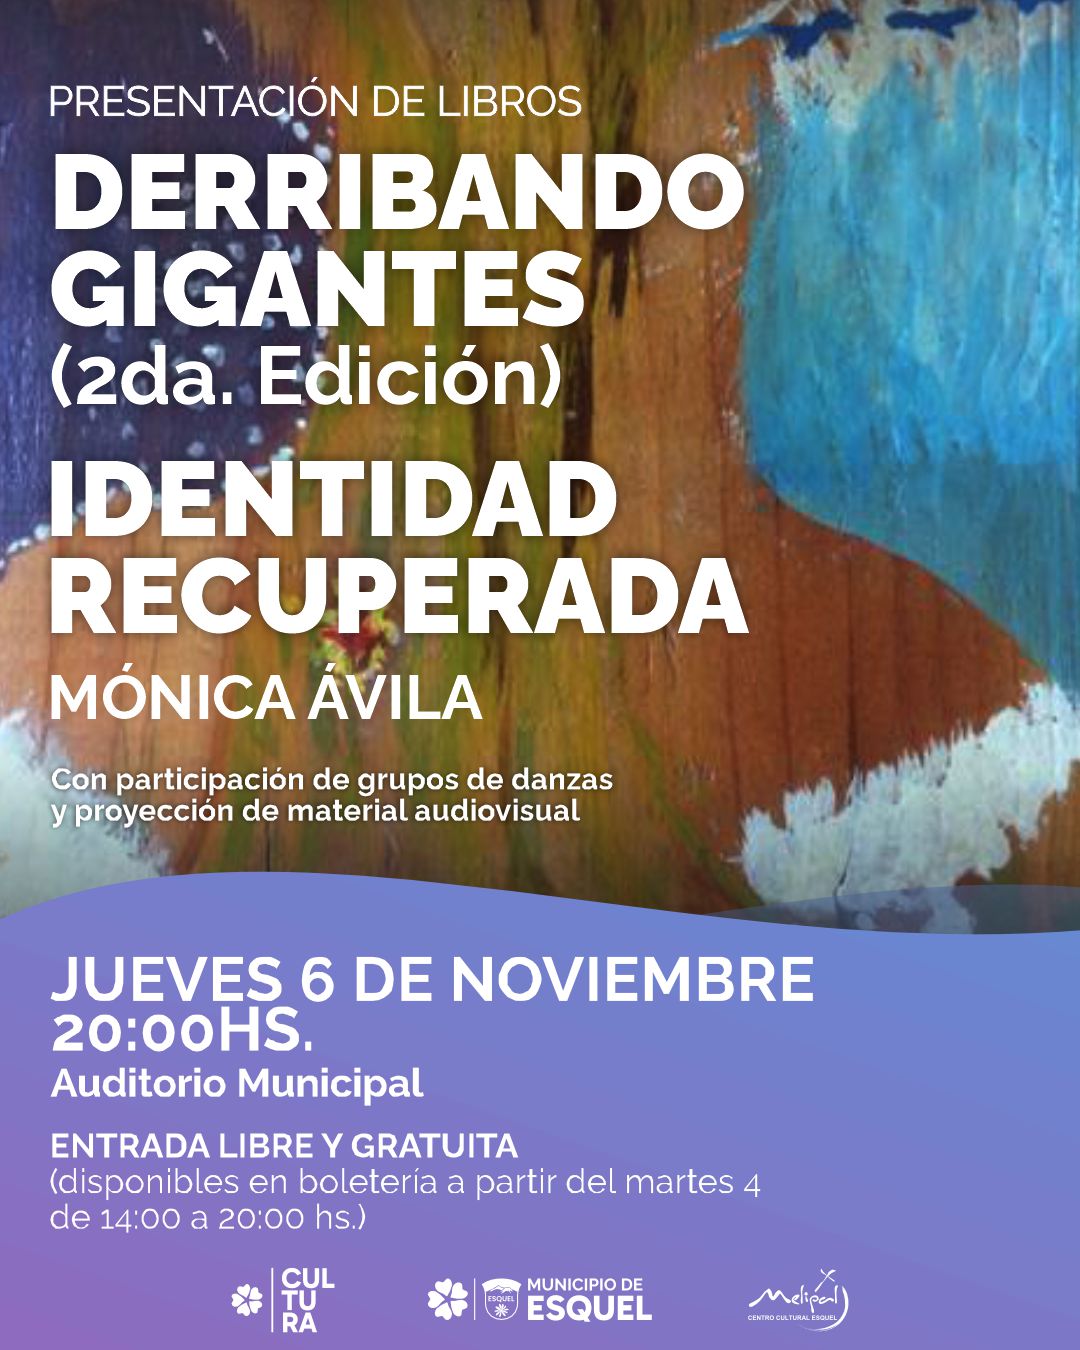 PRESENTACIÓN DE LIBROS
DERRIBANDO
GIGANTES
(2da. Edición)
IDENTIDAD
RECUPERADA
MÓNICA ÁVILA
Con participación de grupos de danzas
y proyección de material audiovisual
JUEVES 6 DE NOVIEMBRE
20:00HS.
Auditorio Municipal
ENTRADA LIBRE Y GRATUITA
(disponibles en boletería a partir del martes 4
de 14:00 a 20:00 hs.)
CUL
TU
RA
ESQUEL
MUNICIPIO DE
ESQUEL
Melipal
CENTRO CULTURAL ESQUEL